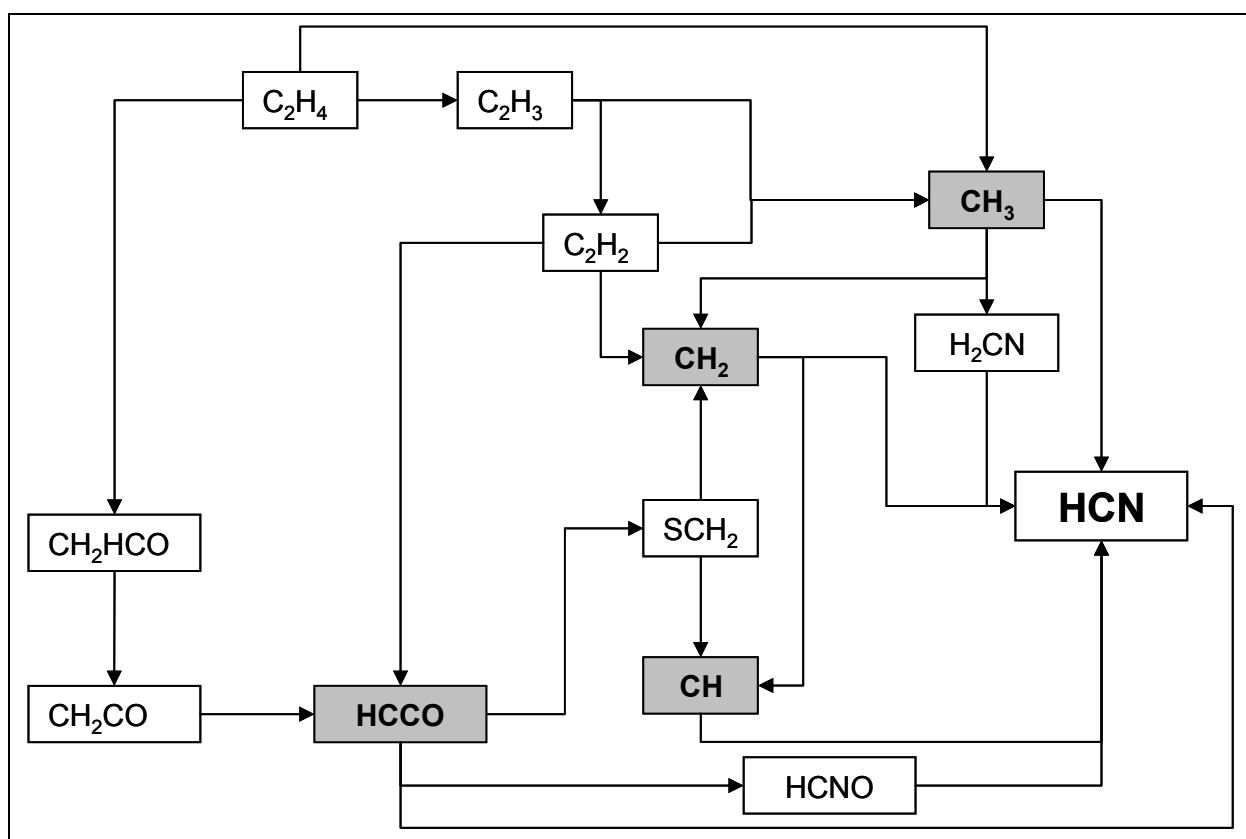 C₂H₄
C₂H₃
CH₃
C₂H₂
H₂CN
CH₂
HCN
SCH₂
CH₂HCO
CH
CH₂CO
HCCO
HCNO